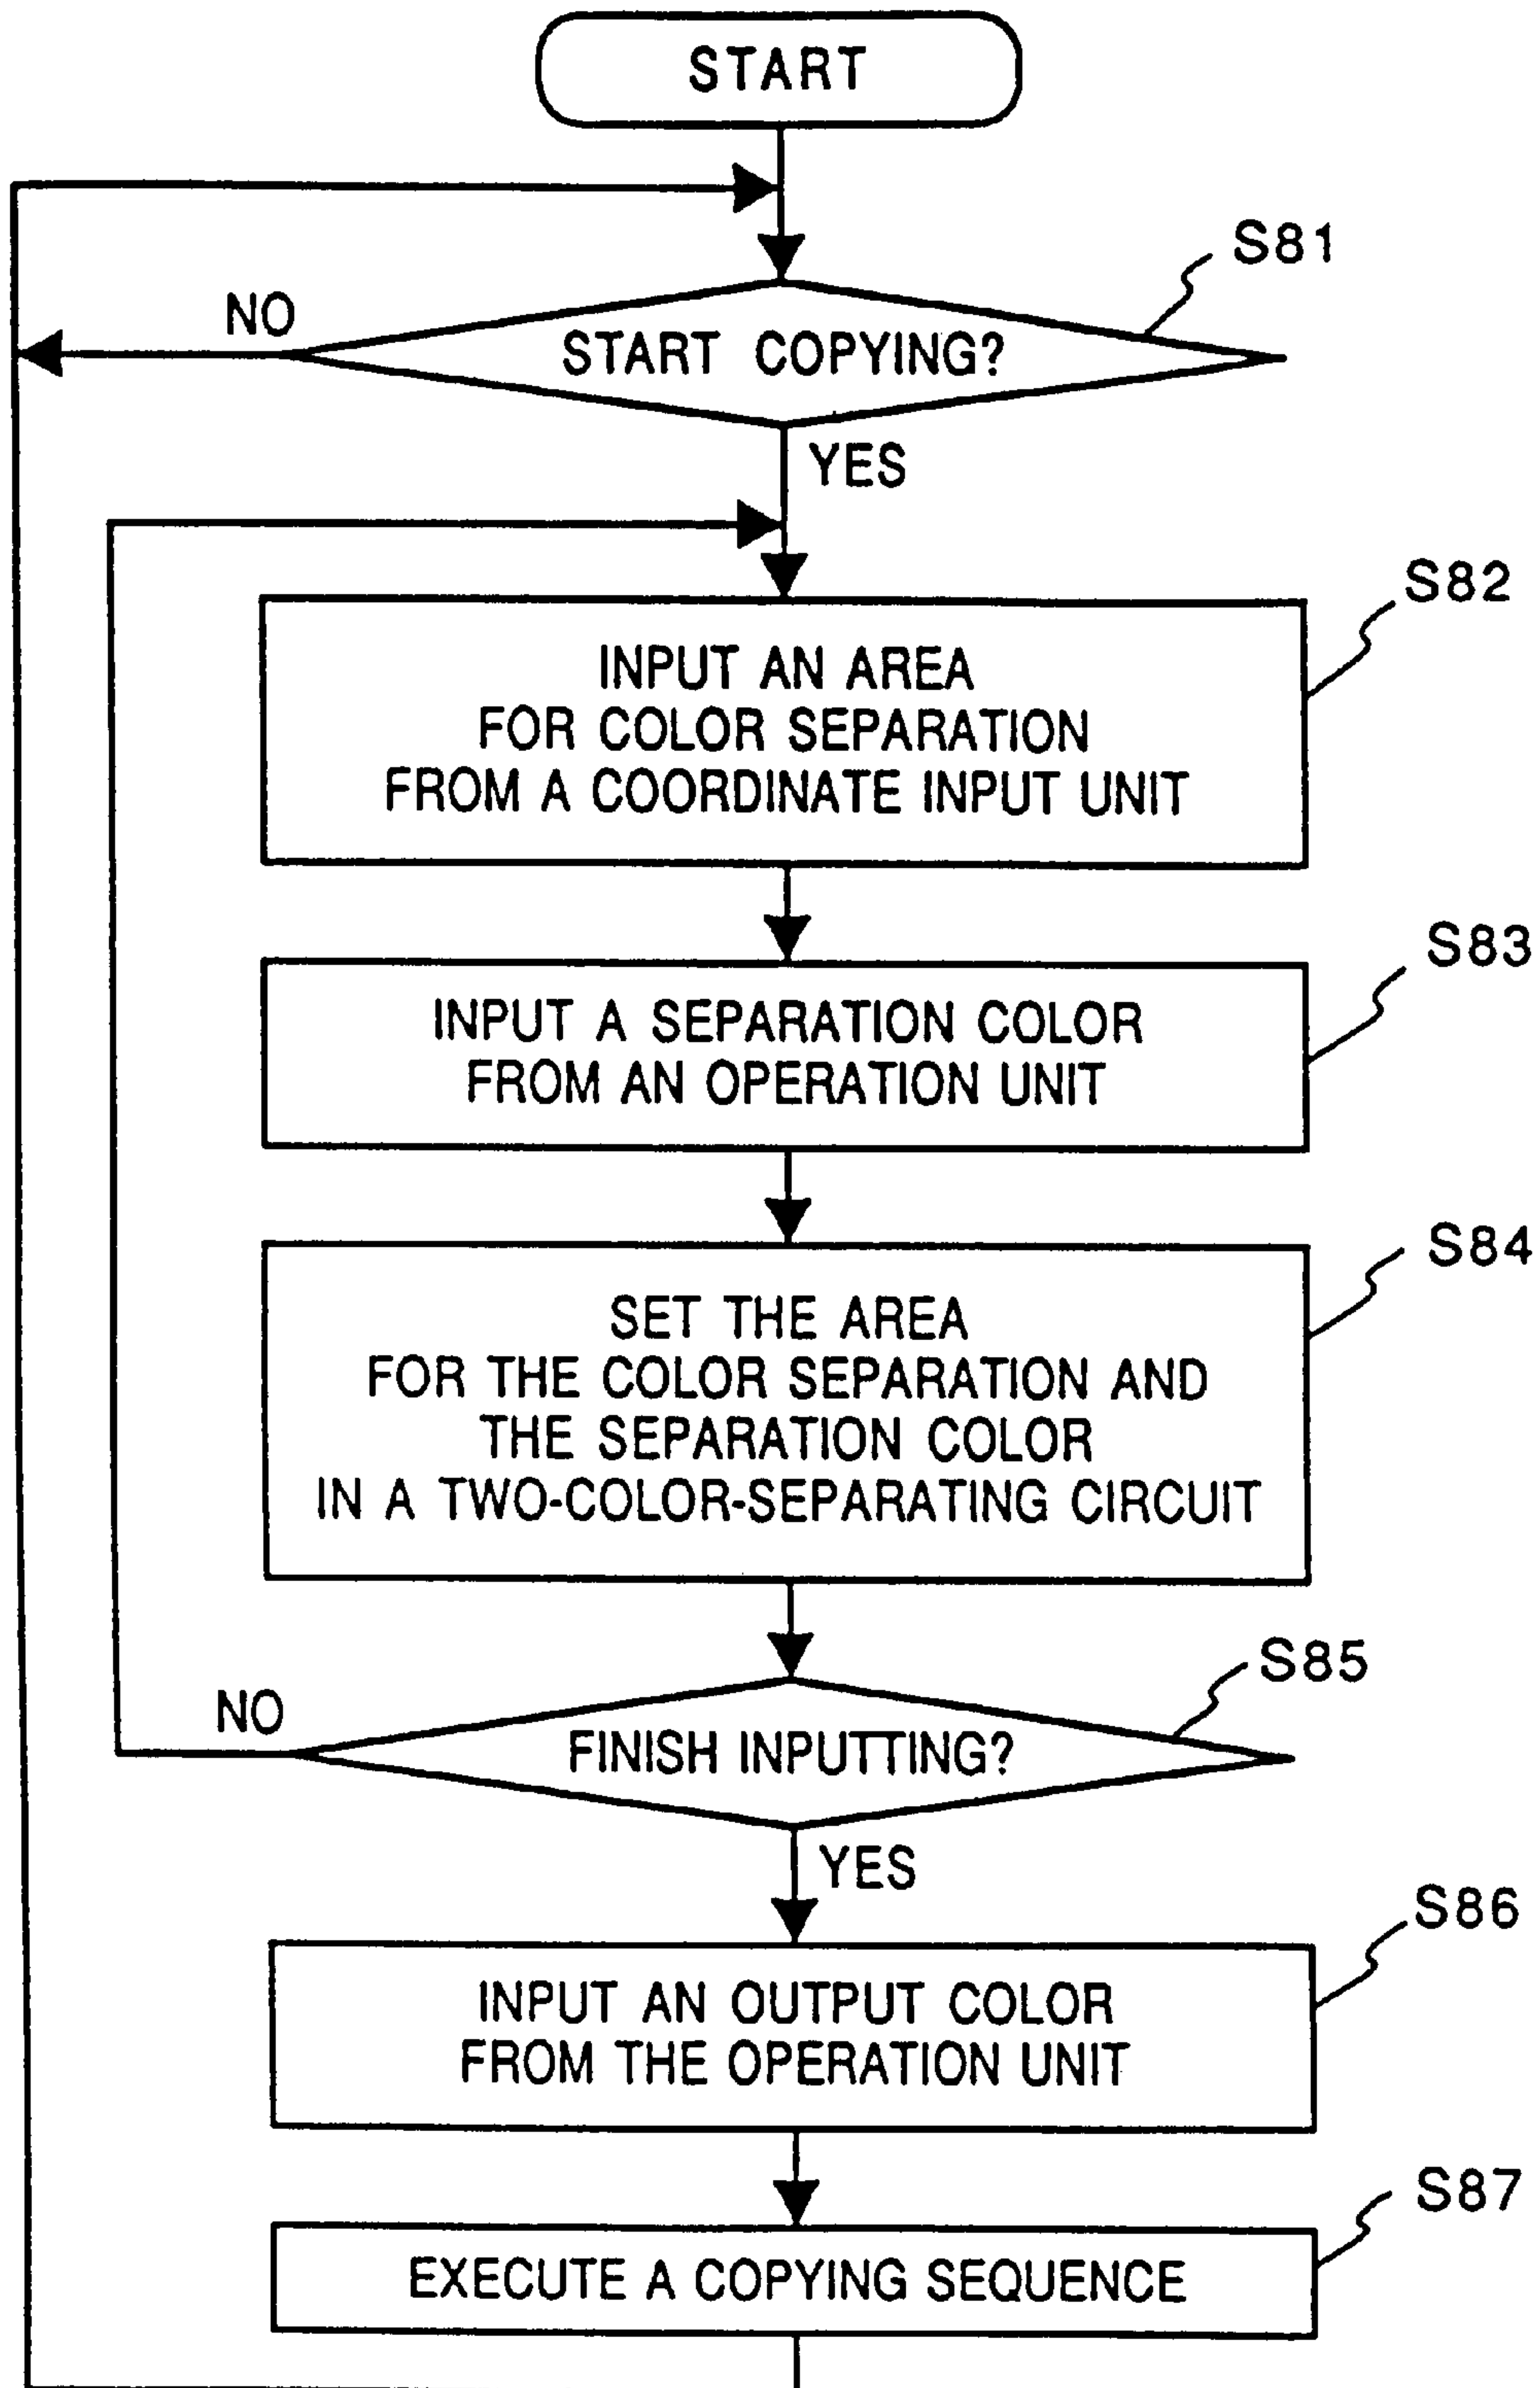 START
S81
NO
START COPYING?
YES
S82
INPUT AN AREA
FOR COLOR SEPARATION
FROM A COORDINATE INPUT UNIT
S83
INPUT A SEPARATION COLOR
FROM AN OPERATION UNIT
S84
SET THE AREA
FOR THE COLOR SEPARATION AND
THE SEPARATION COLOR
IN A TWO-COLOR-SEPARATING CIRCUIT
S85
NO
FINISH INPUTTING?
YES
S86
INPUT AN OUTPUT COLOR
FROM THE OPERATION UNIT
S87
EXECUTE A COPYING SEQUENCE